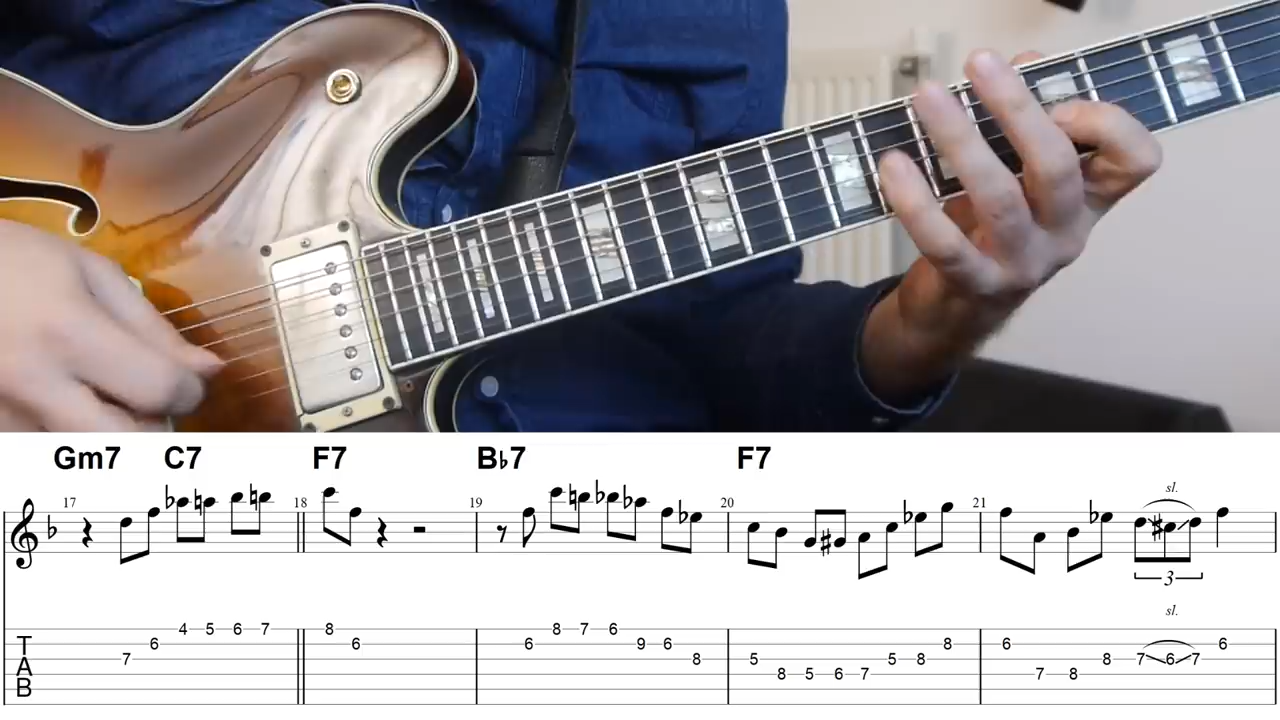 Gm7 C7 F7 B♭7 F7
17 18 19 20 21
sl.
3
sl.
4 5 6 7 8 8 7 6
T 6 6 6 9 6 8 6
A 7 8 5 5 8 8 7 6 7
8 5 6 7 7 8
B